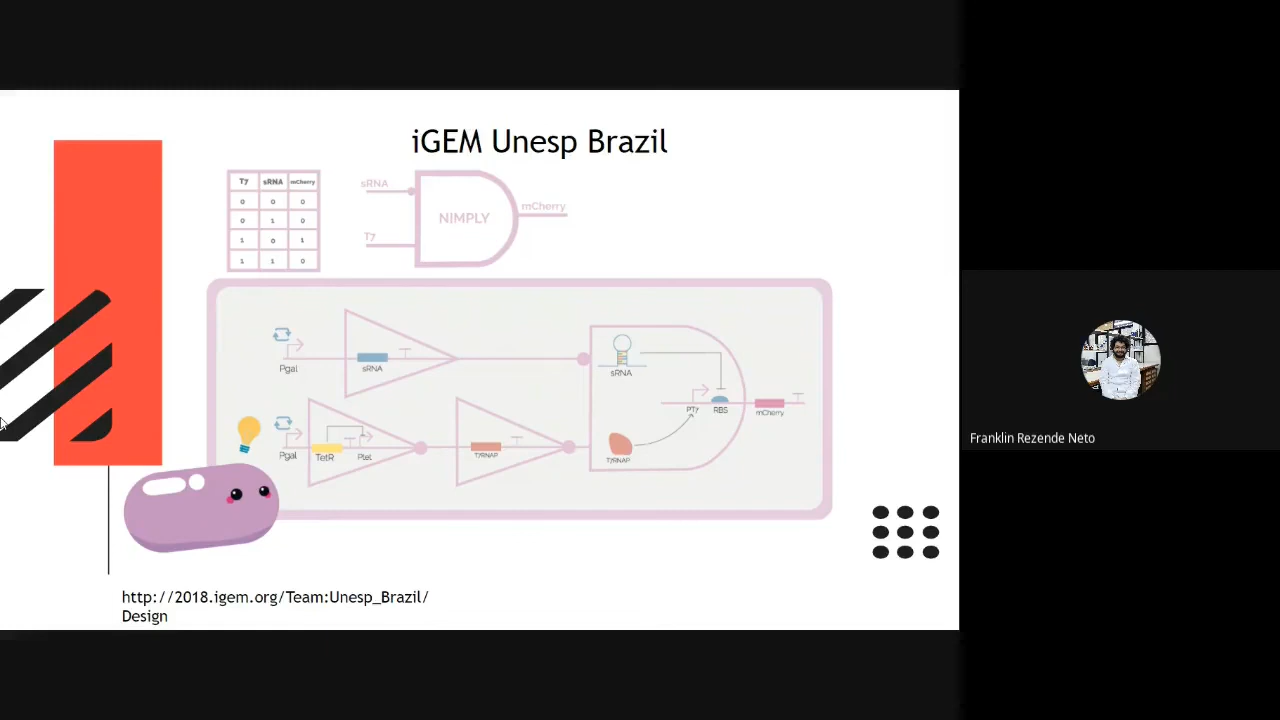 iGEM Unesp Brazil
T7 sRNA mCherry
0 0 0
0 1 0
1 0 1
1 1 0
sRNA
T7
NIMPLY
mCherry
Pgal
sRNA
sRNA
PT7
RBS
mCherry
Pgal
TetR
Ptet
T7RNAP
T7RNAP
Franklin Rezende Neto
http://2018.igem.org/Team:Unesp_Brazil/
Design